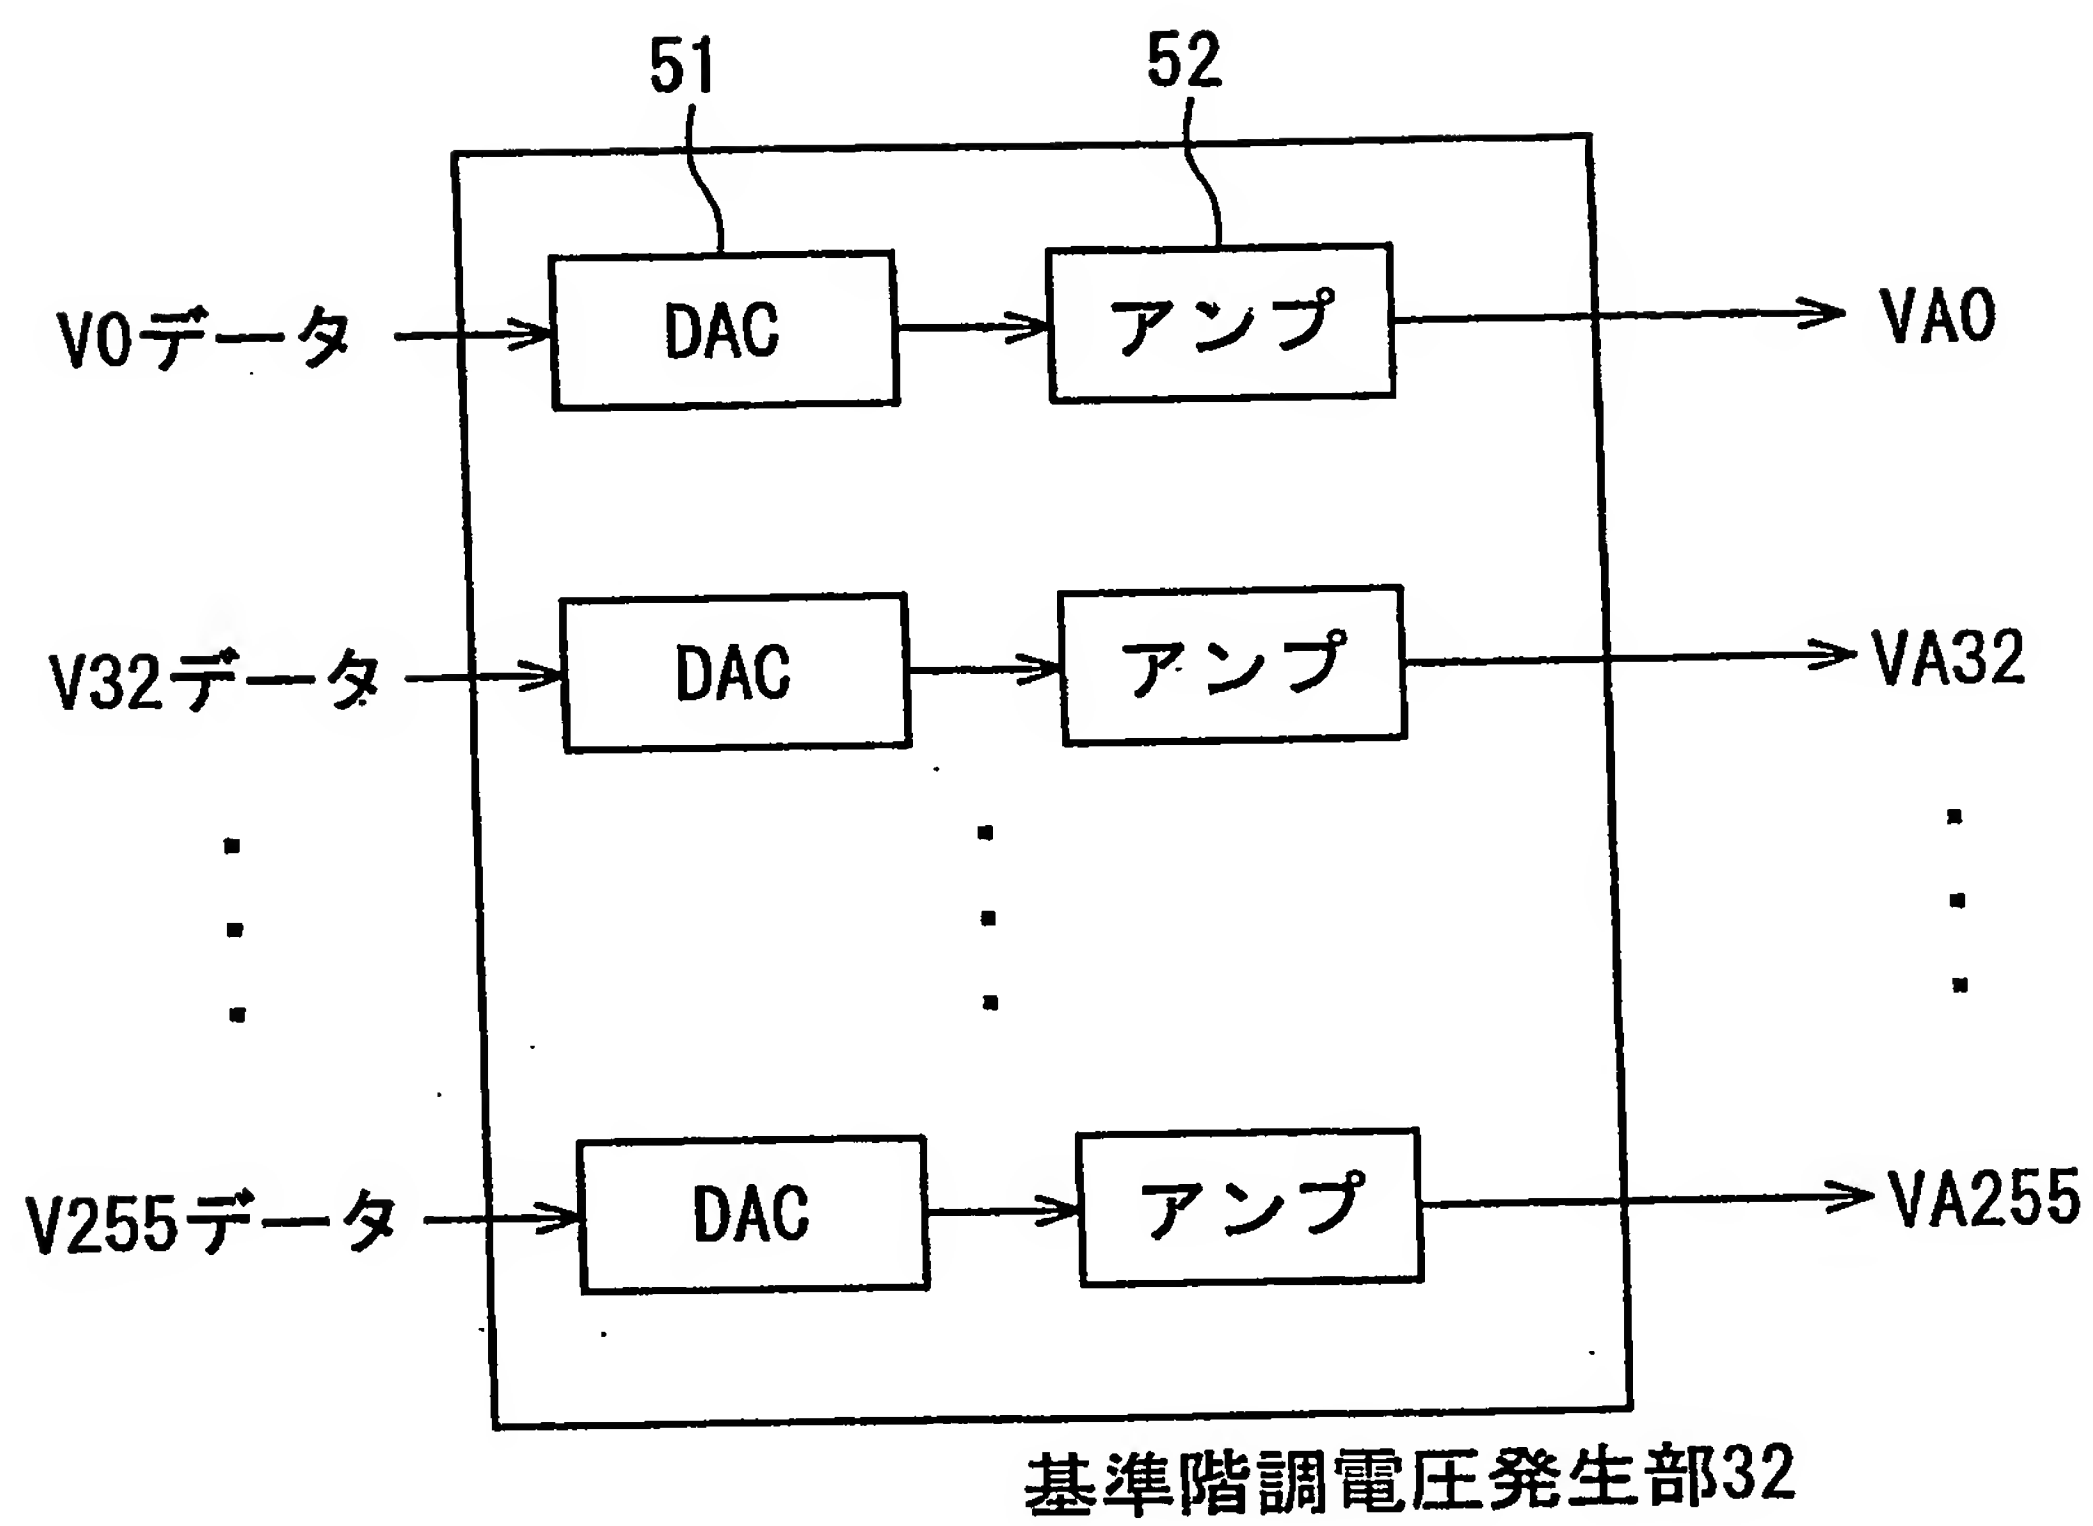 51 52
V0データ DAC アンプ VA0
V32データ DAC アンプ VA32
V255データ DAC アンプ VA255
基準階調電圧発生部32